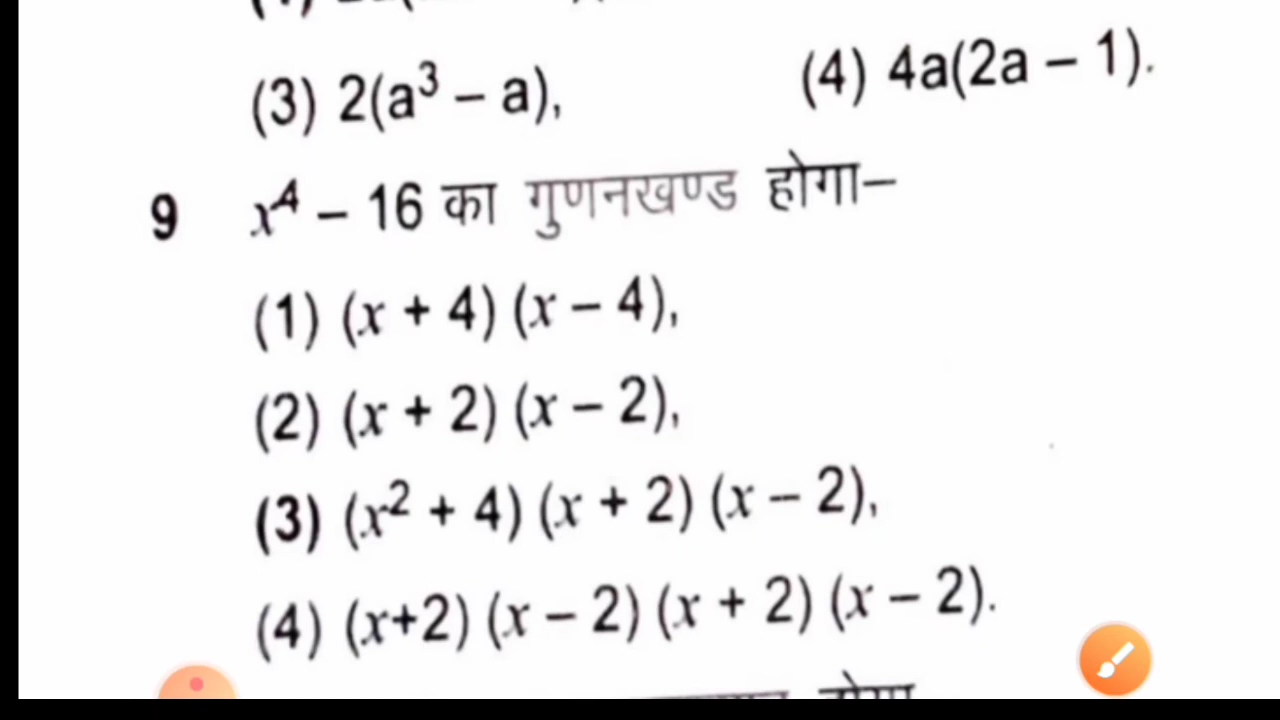 (3) 2(a³ – a), (4) 4a(2a – 1).
9 x⁴ – 16 का गुणनखण्ड होगा–
(1) (x + 4) (x – 4),
(2) (x + 2) (x – 2),
(3) (x² + 4) (x + 2) (x – 2),
(4) (x+2) (x – 2) (x + 2) (x – 2).